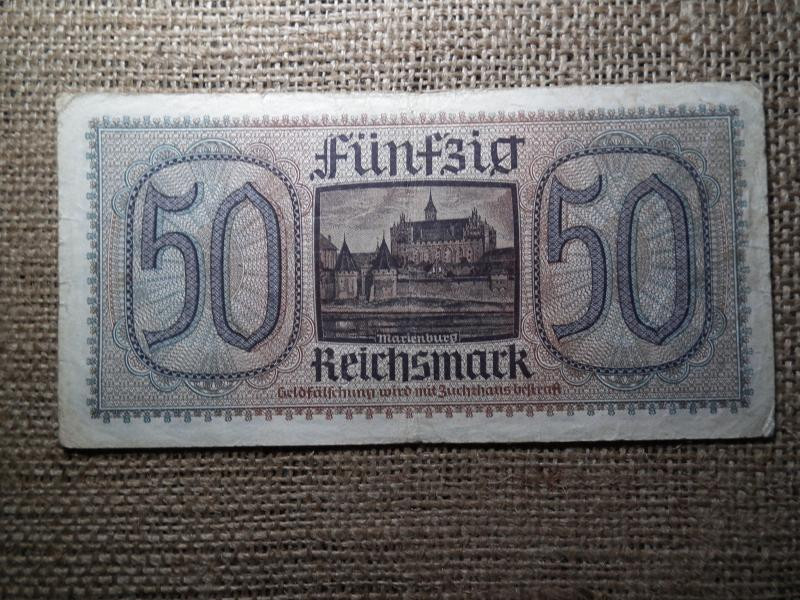 Fünfzig
50
50
Marienburg
Reichsmark
Geldfälschung wird mit Zuchthaus bestraft